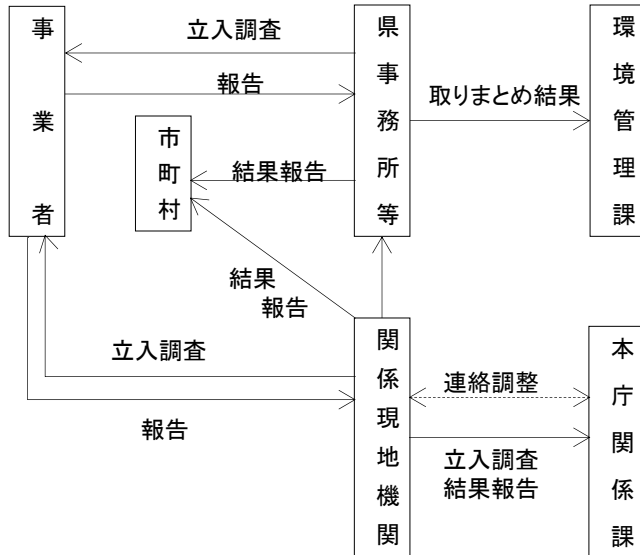 事業者
立入調査
報告
県事務所等
取りまとめ結果
環境管理課
市町村
結果報告
結果
報告
立入調査
報告
関係現地機関
連絡調整
立入調査
結果報告
本庁関係課